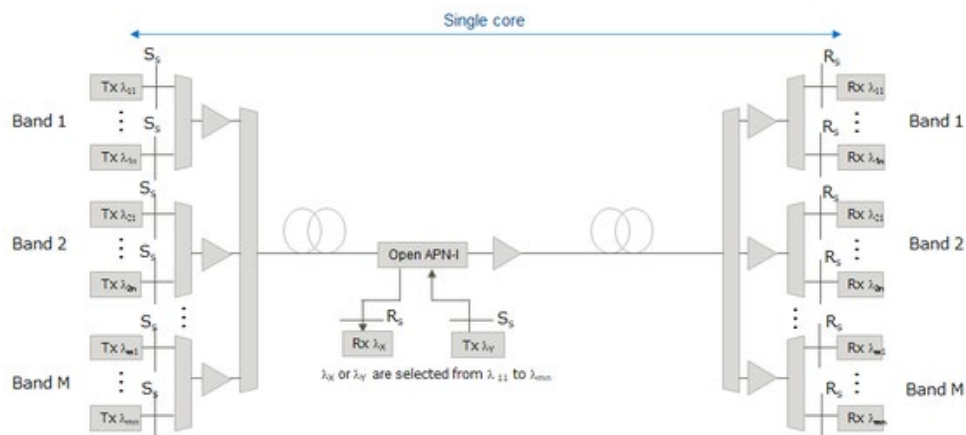 Single core
Band 1
Tx λ11
Ss
Tx λ1n
Ss
Band 2
Tx λ21
Ss
Tx λ2n
Ss
Band M
Tx λm1
Ss
Tx λmn
Ss
Open APN-I
Rs
Rx λX
Ss
Tx λY
λX or λY are selected from λ 11 to λmn
Rs
Rx λ11
Band 1
Rs
Rx λ1n
Rs
Rx λ21
Band 2
Rs
Rx λ2n
Rs
Rx λm1
Band M
Rs
Rx λmn